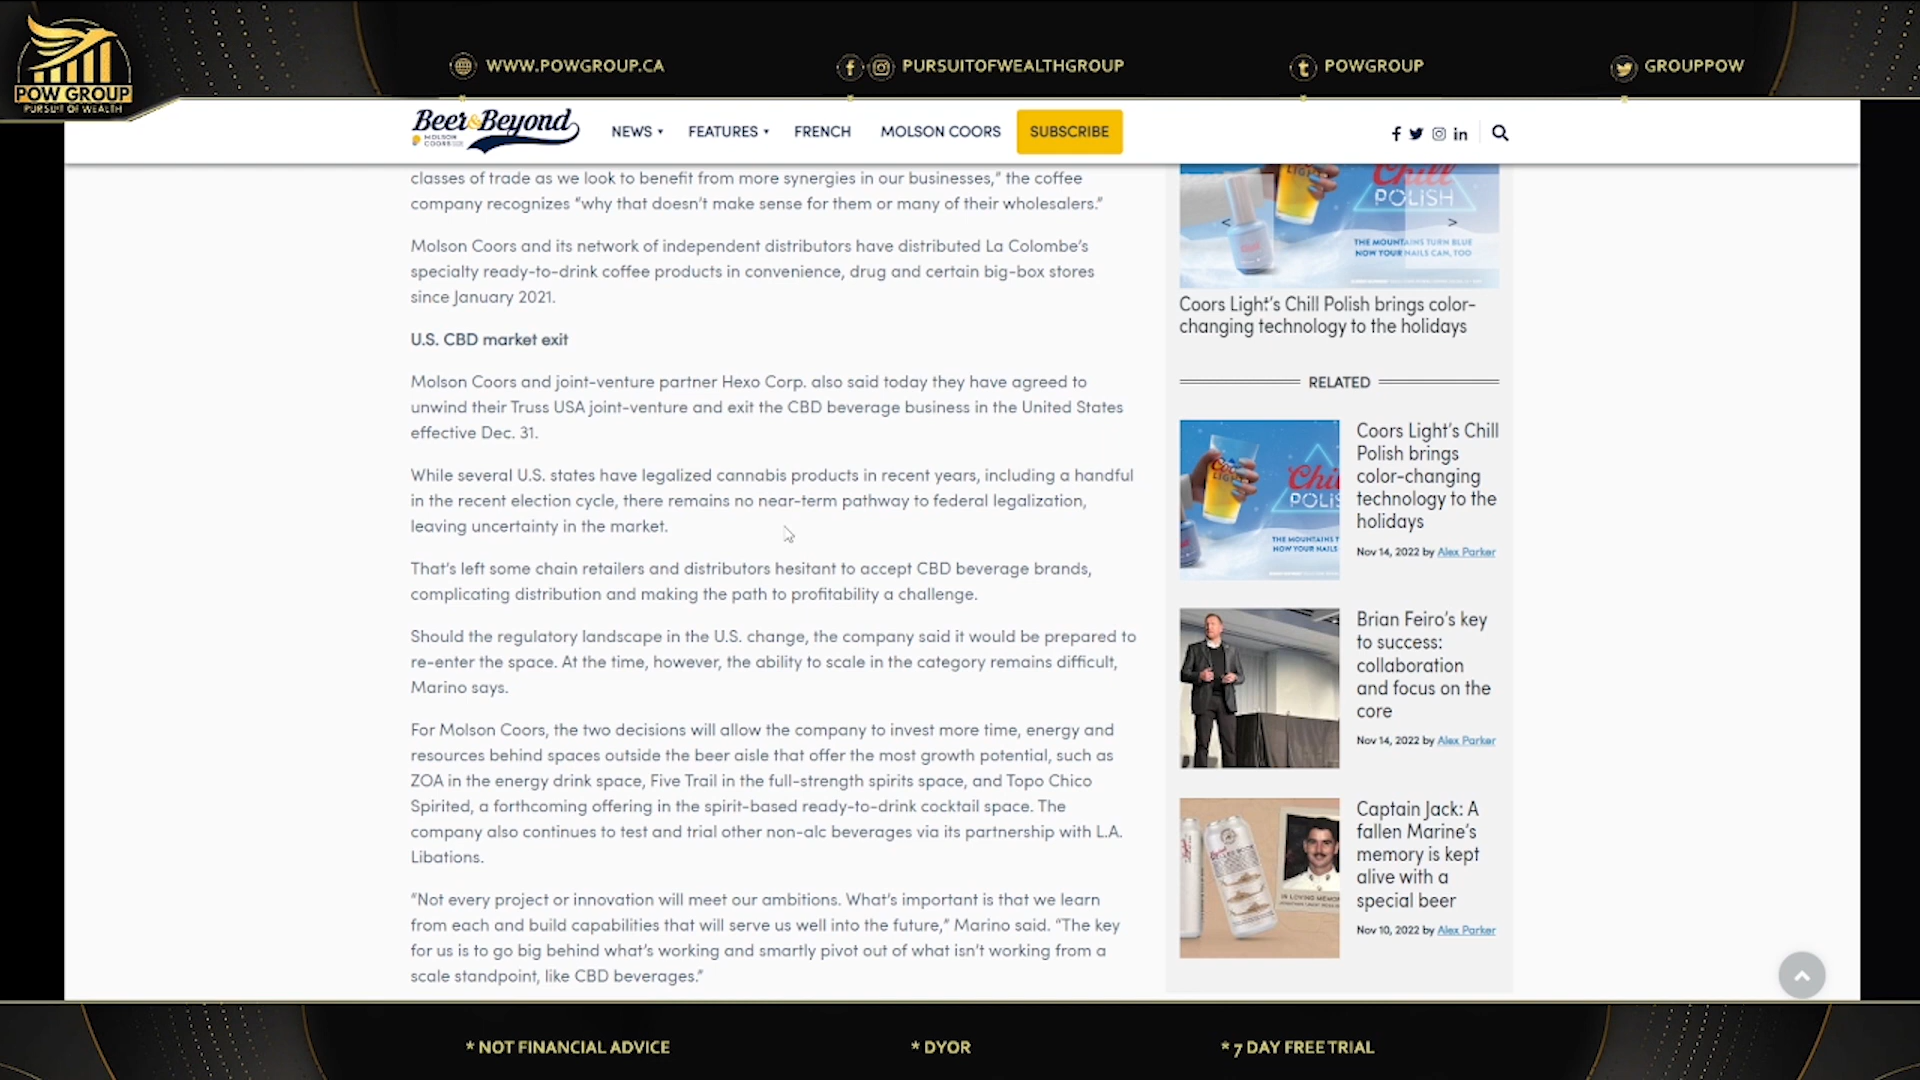 POW GROUP
PURSUIT OF WEALTH
WWW.POWGROUP.CA
PURSUITOFWEALTHGROUP
POWGROUP
GROUPPOW
Beer&Beyond
MOLSON
COORS
NEWS
FEATURES
FRENCH
MOLSON COORS
SUBSCRIBE
classes of trade as we look to benefit from more synergies in our businesses,” the coffee
company recognizes “why that doesn’t make sense for them or many of their wholesalers.”
Molson Coors and its network of independent distributors have distributed La Colombe’s
specialty ready-to-drink coffee products in convenience, drug and certain big-box stores
since January 2021.
U.S. CBD market exit
Molson Coors and joint-venture partner Hexo Corp. also said today they have agreed to
unwind their Truss USA joint-venture and exit the CBD beverage business in the United States
effective Dec. 31.
While several U.S. states have legalized cannabis products in recent years, including a handful
in the recent election cycle, there remains no near-term pathway to federal legalization,
leaving uncertainty in the market.
That’s left some chain retailers and distributors hesitant to accept CBD beverage brands,
complicating distribution and making the path to profitability a challenge.
Should the regulatory landscape in the U.S. change, the company said it would be prepared to
re-enter the space. At the time, however, the ability to scale in the category remains difficult,
Marino says.
For Molson Coors, the two decisions will allow the company to invest more time, energy and
resources behind spaces outside the beer aisle that offer the most growth potential, such as
ZOA in the energy drink space, Five Trail in the full-strength spirits space, and Topo Chico
Spirited, a forthcoming offering in the spirit-based ready-to-drink cocktail space. The
company also continues to test and trial other non-alc beverages via its partnership with L.A.
Libations.
“Not every project or innovation will meet our ambitions. What’s important is that we learn
from each and build capabilities that will serve us well into the future,” Marino said. “The key
for us is to go big behind what’s working and smartly pivot out of what isn’t working from a
scale standpoint, like CBD beverages.”
Chill
POLISH
THE MOUNTAINS TURN BLUE
NOW YOUR NAILS CAN, TOO
Coors Light’s Chill Polish brings color-
changing technology to the holidays
RELATED
Chi
POLIS
THE MOUNTAINS T
NOW YOUR NAILS
Coors Light’s Chill
Polish brings
color-changing
technology to the
holidays
Nov 14, 2022 by Alex Parker
Brian Feiro’s key
to success:
collaboration
and focus on the
core
Nov 14, 2022 by Alex Parker
IN LOVING MEMOR
Captain Jack: A
fallen Marine’s
memory is kept
alive with a
special beer
Nov 10, 2022 by Alex Parker
* NOT FINANCIAL ADVICE
* DYOR
* 7 DAY FREE TRIAL